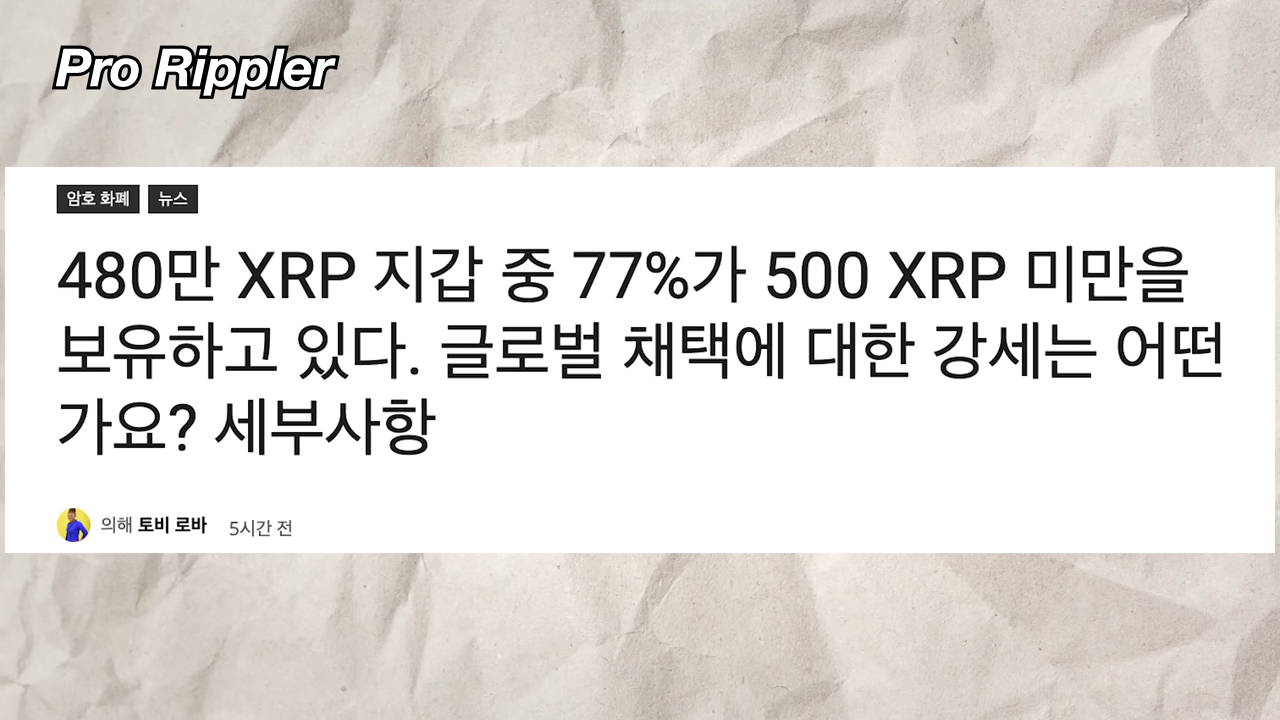 Pro Rippler
암호 화폐 뉴스
480만 XRP 지갑 중 77%가 500 XRP 미만을
보유하고 있다. 글로벌 채택에 대한 강세는 어떤
가요? 세부사항
의해 토비 로바 5시간 전